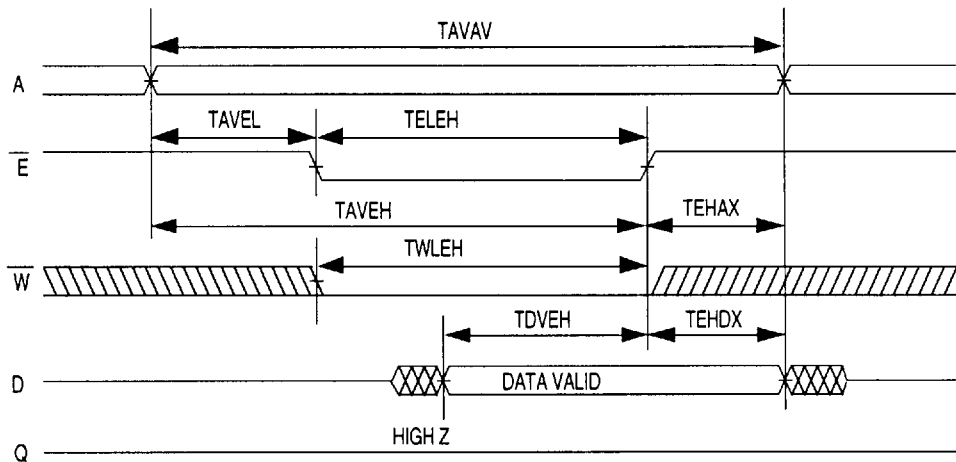 TAVAV
A
TAVEL TELEH
E
TAVEH TEHAX
TWLEH
W
TDVEH TEHDX
D DATA VALID
HIGH Z
Q